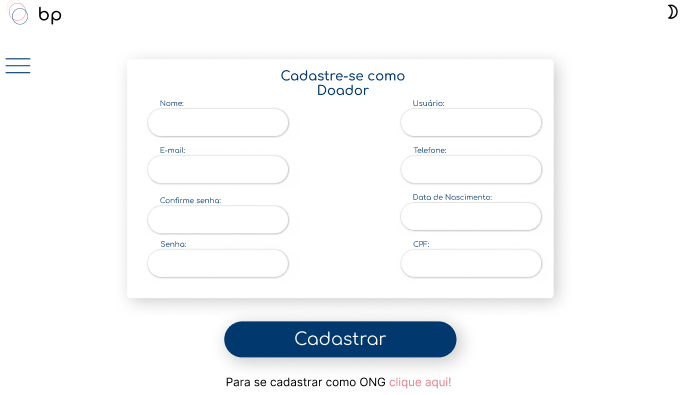 bp
Cadastre-se como
Doador
Nome:
Usuário:
E-mail:
Telefone:
Confirme senha:
Data de Nascimento:
Senha:
CPF:
Cadastrar
Para se cadastrar como ONG clique aqui!